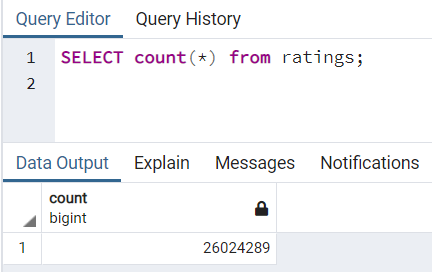 Query Editor Query History
1 SELECT count(*) from ratings;
2
Data Output Explain Messages Notifications
count
bigint
1 26024289